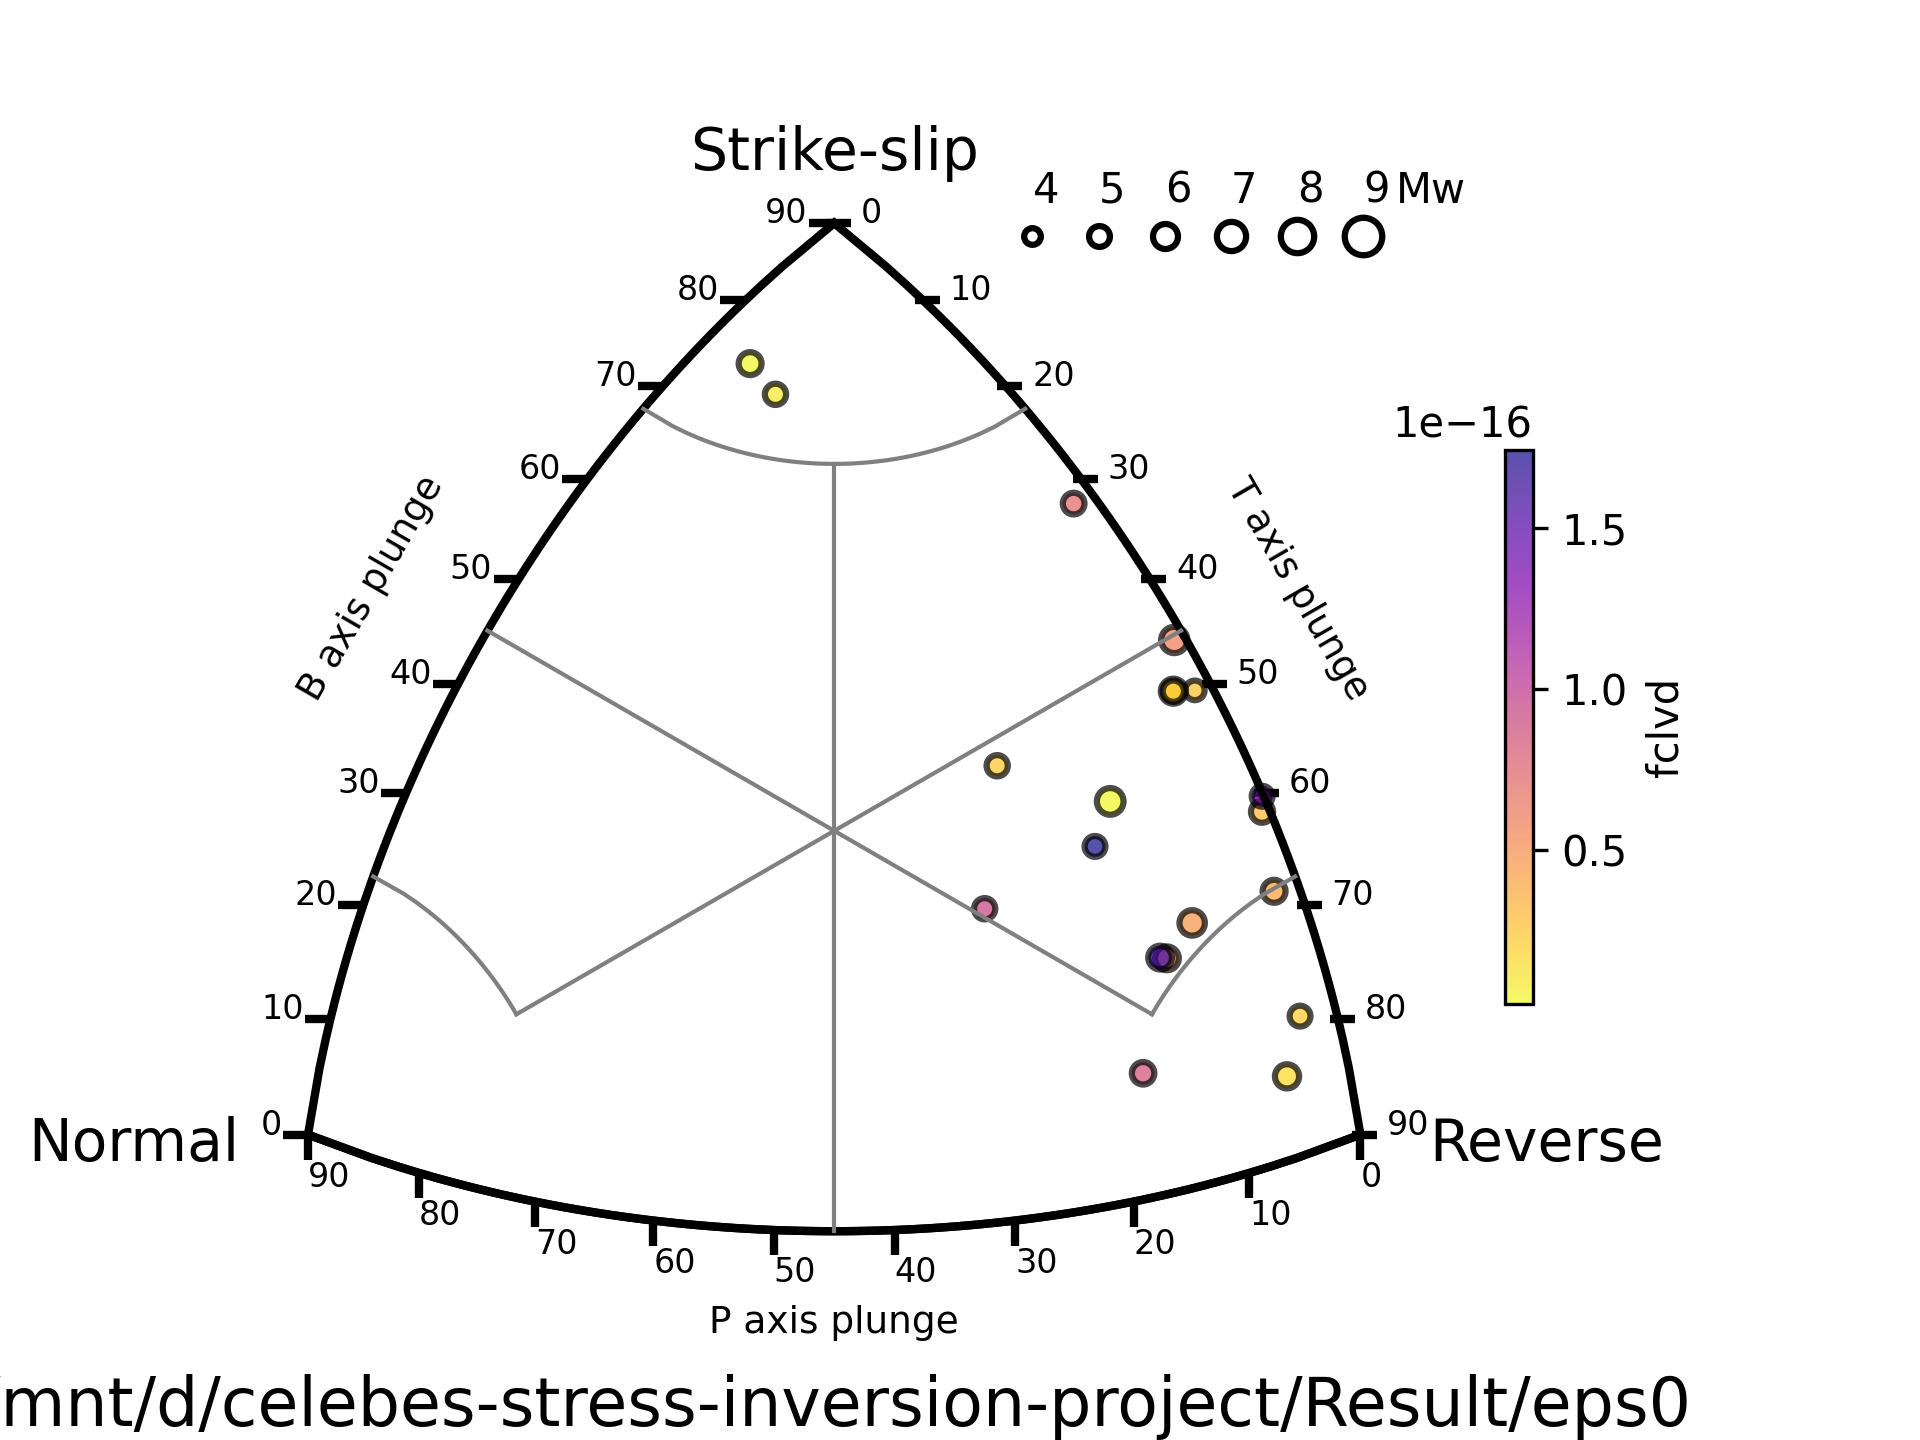 Strike-slip
4 5 6 7 8 9 Mw
90 0
80 10
70 20
60 30
50 40
40 50
30 60
20 70
10 80
0 90
B axis plunge
T axis plunge
1e−16
1.5
1.0
0.5
fclvd
Normal
Reverse
90 80 70 60 50 40 30 20 10 0
P axis plunge
mnt/d/celebes-stress-inversion-project/Result/eps0